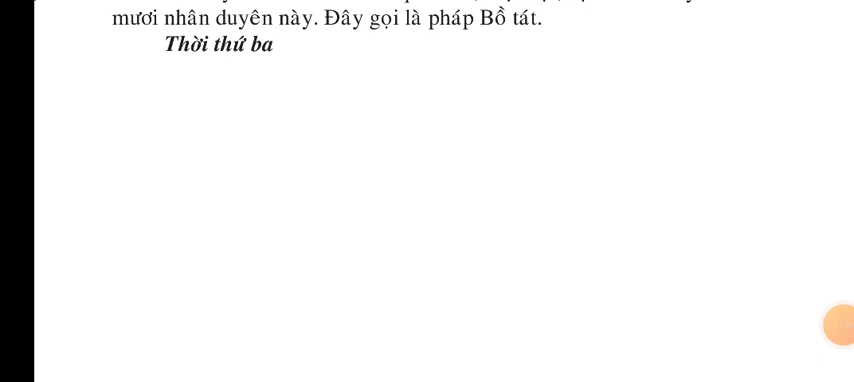 mươi nhân duyên này. Đây gọi là pháp Bồ tát.
Thời thứ ba